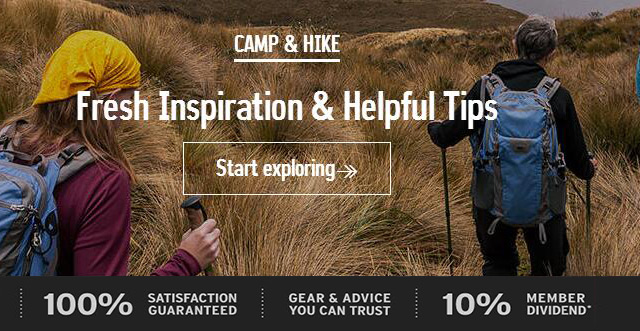 CAMP & HIKE
Fresh Inspiration & Helpful Tips
Start exploring
100% SATISFACTION GUARANTEED
GEAR & ADVICE YOU CAN TRUST
10% MEMBER DIVIDEND*